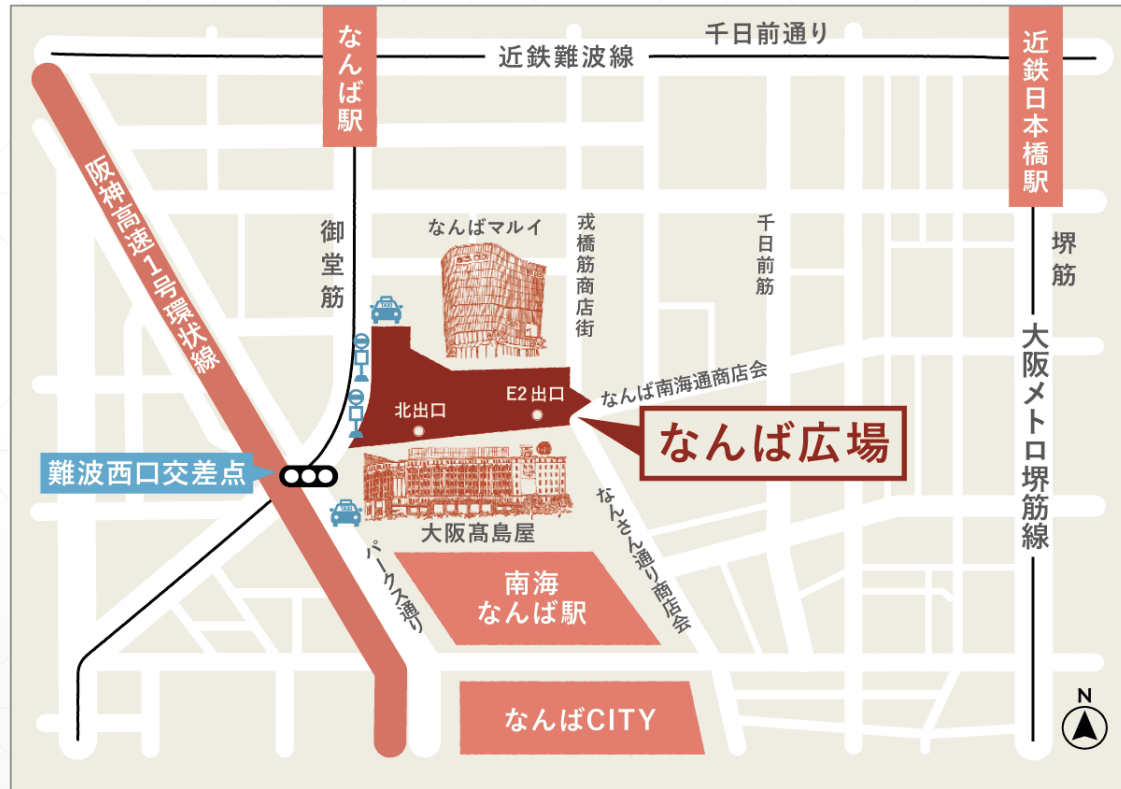 千日前通り
近鉄難波線
なんば駅
近鉄日本橋駅
阪神高速1号環状線
御堂筋
なんばマルイ
戎橋筋商店街
千日前筋
堺筋
大阪メトロ堺筋線
TAXI
なんば南海通商店会
E2出口
北出口
なんば広場
難波西口交差点
TAXI
大阪髙島屋
パークス通り
なんさん通り商店会
南海
なんば駅
なんばCITY
N